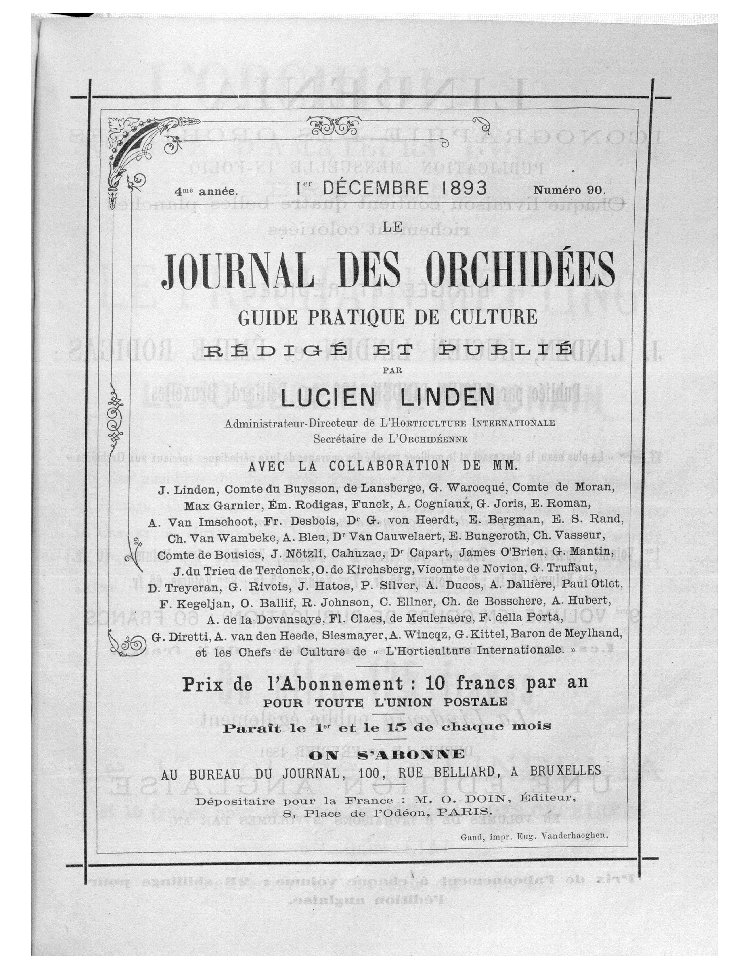 4me année.
1er DÉCEMBRE 1893
Numéro 90.
LE
JOURNAL DES ORCHIDÉES
GUIDE PRATIQUE DE CULTURE
RÉDIGÉ ET PUBLIÉ
PAR
LUCIEN LINDEN
Administrateur-Directeur de L'HORTICULTURE INTERNATIONALE
Secrétaire de L'ORCHIDÉENNE
AVEC LA COLLABORATION DE MM.
J. Linden, Comte du Buysson, de Lansberge, G. Warocqué, Comte de Moran,
Max Garnier, Ém. Rodigas, Funck, A. Cogniaux, G. Joris, E. Roman,
A. Van Imschoot, Fr. Desbois, Dr G. von Heerdt, E. Bergman, E. S. Rand,
Ch. Van Wambeke, A. Bleu, Dr Van Cauwelaert, E. Bungeroth, Ch. Vasseur,
Comte de Bousies, J. Nötzli, Cahuzac, Dr Capart, James O'Brien, G. Mantin,
J. du Trieu de Terdonck, O. de Kirchsberg, Vicomte de Novion, G. Truffaut,
D. Treyeran, G. Rivois, J. Hatos, P. Silver, A. Ducos, A. Dallière, Paul Otlet,
F. Kegeljan, O. Ballif, R. Johnson, C. Ellner, Ch. de Bosschere, A. Hubert,
A. de la Devansaye, Fl. Claes, de Meulenaere, F. della Porta,
G. Diretti, A. van den Heede, Siesmayer, A. Wincqz, G. Kittel, Baron de Meylhand,
et les Chefs de Culture de « L'Horticulture Internationale. »
Prix de l'Abonnement : 10 francs par an
POUR TOUTE L'UNION POSTALE
Paraît le 1er et le 15 de chaque mois
ON S'ABONNE
AU BUREAU DU JOURNAL, 100, RUE BELLIARD, A BRUXELLES
Dépositaire pour la France : M. O. DOIN, Éditeur,
8, Place de l'Odéon, PARIS.
Gand, impr. Eug. Vanderhaeghen.